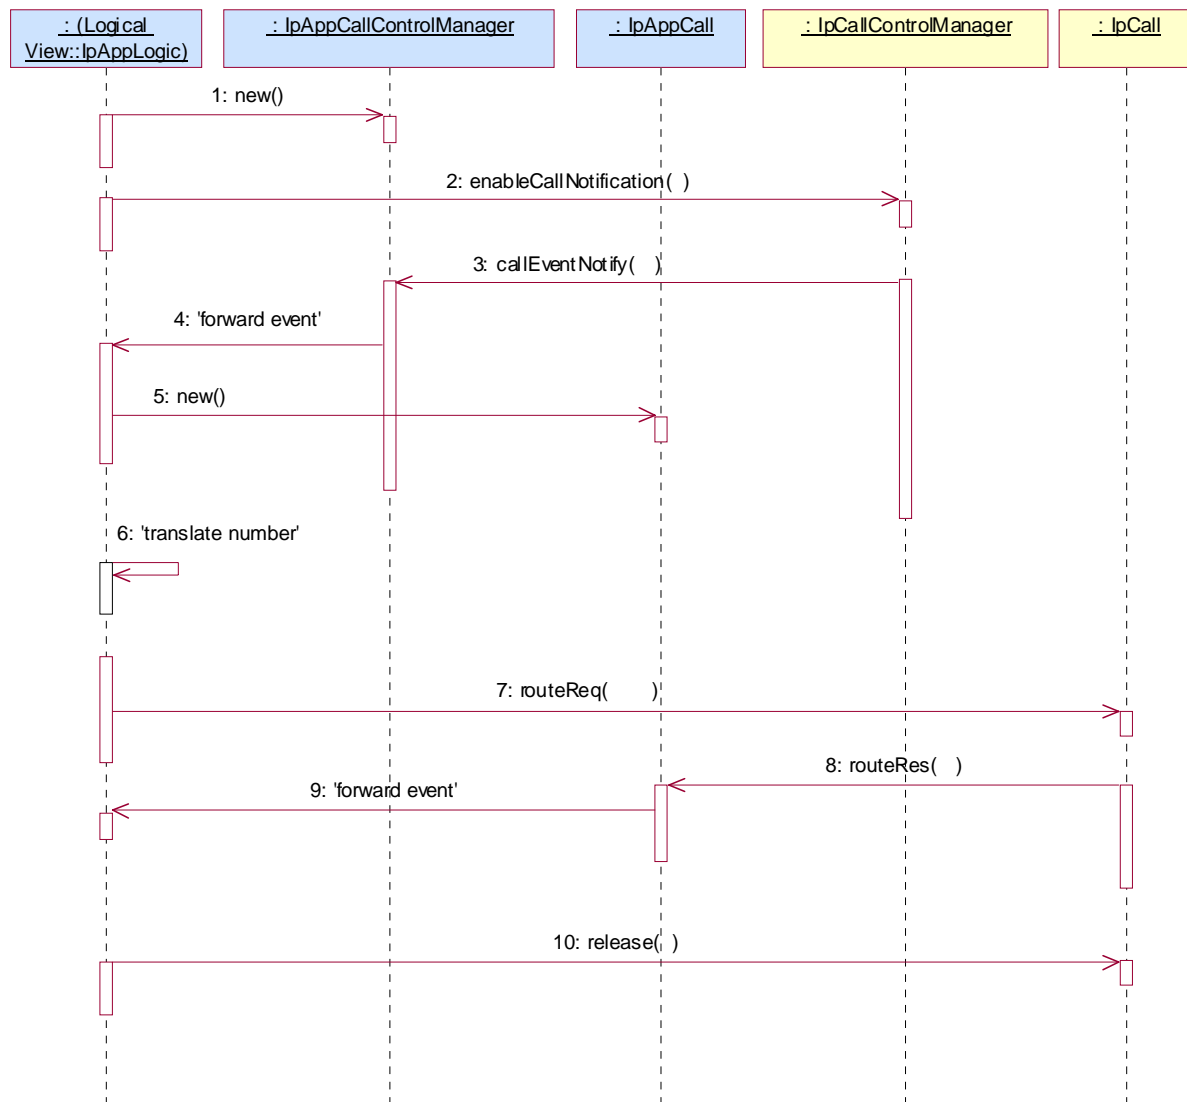 : (Logical
View::IpAppLogic)
: IpAppCallControlManager
: IpAppCall
: IpCallControlManager
: IpCall
1: new()
2: enableCallNotification( )
3: callEventNotify( )
4: 'forward event'
5: new()
6: 'translate number'
7: routeReq( )
8: routeRes( )
9: 'forward event'
10: release( )